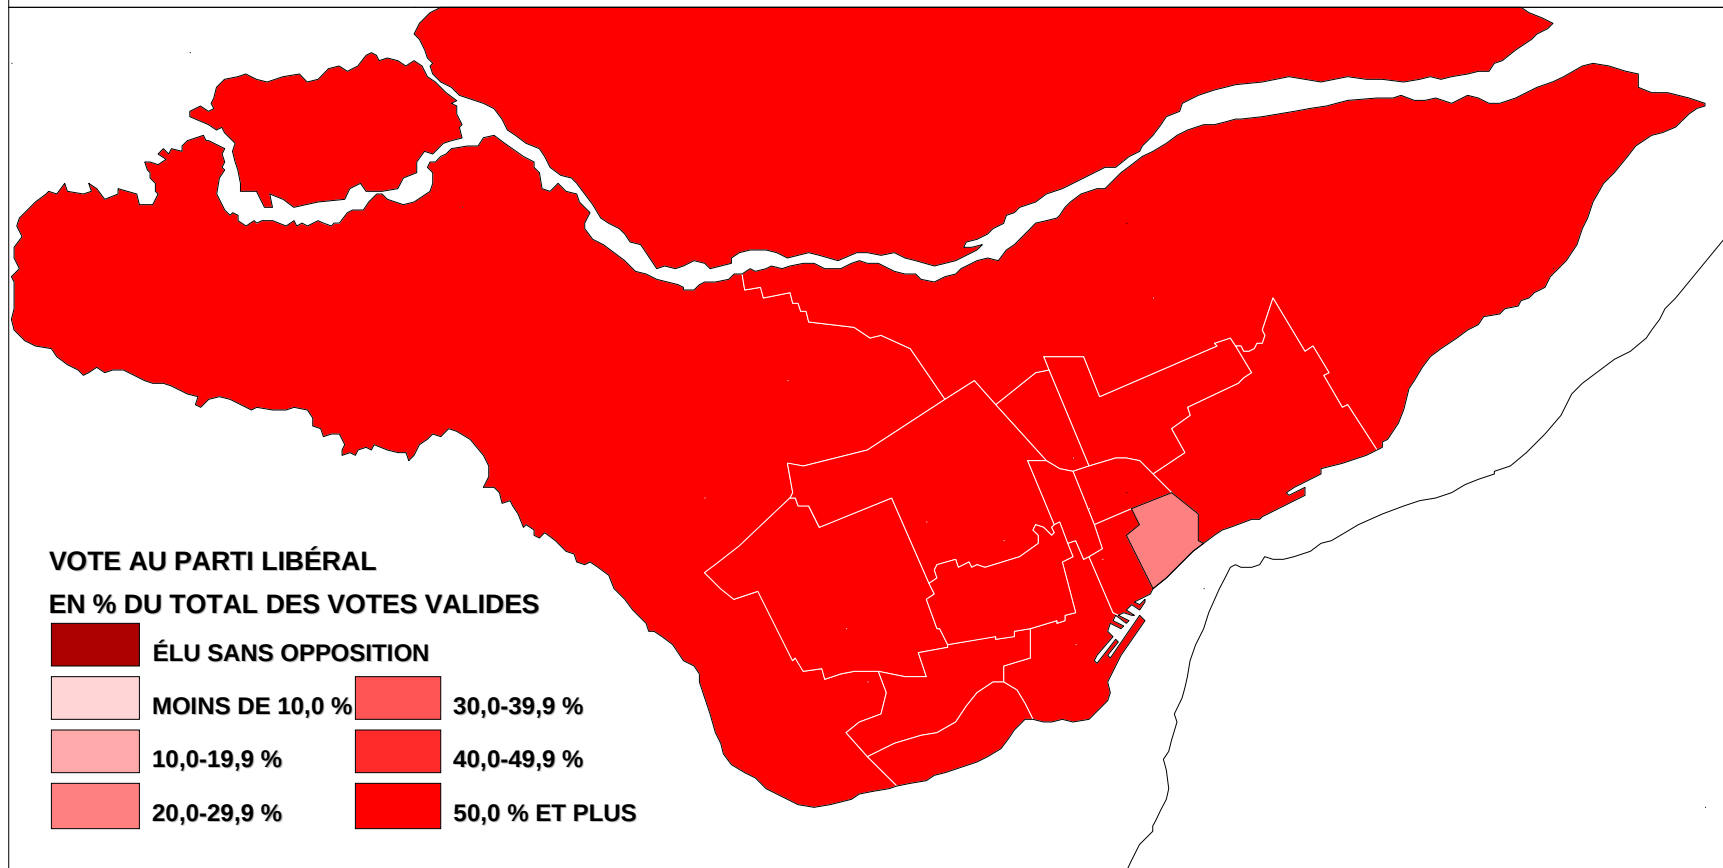 VOTE AU PARTI LIBÉRAL
EN % DU TOTAL DES VOTES VALIDES
ÉLU SANS OPPOSITION
MOINS DE 10,0 %
10,0-19,9 %
20,0-29,9 %
30,0-39,9 %
40,0-49,9 %
50,0 % ET PLUS